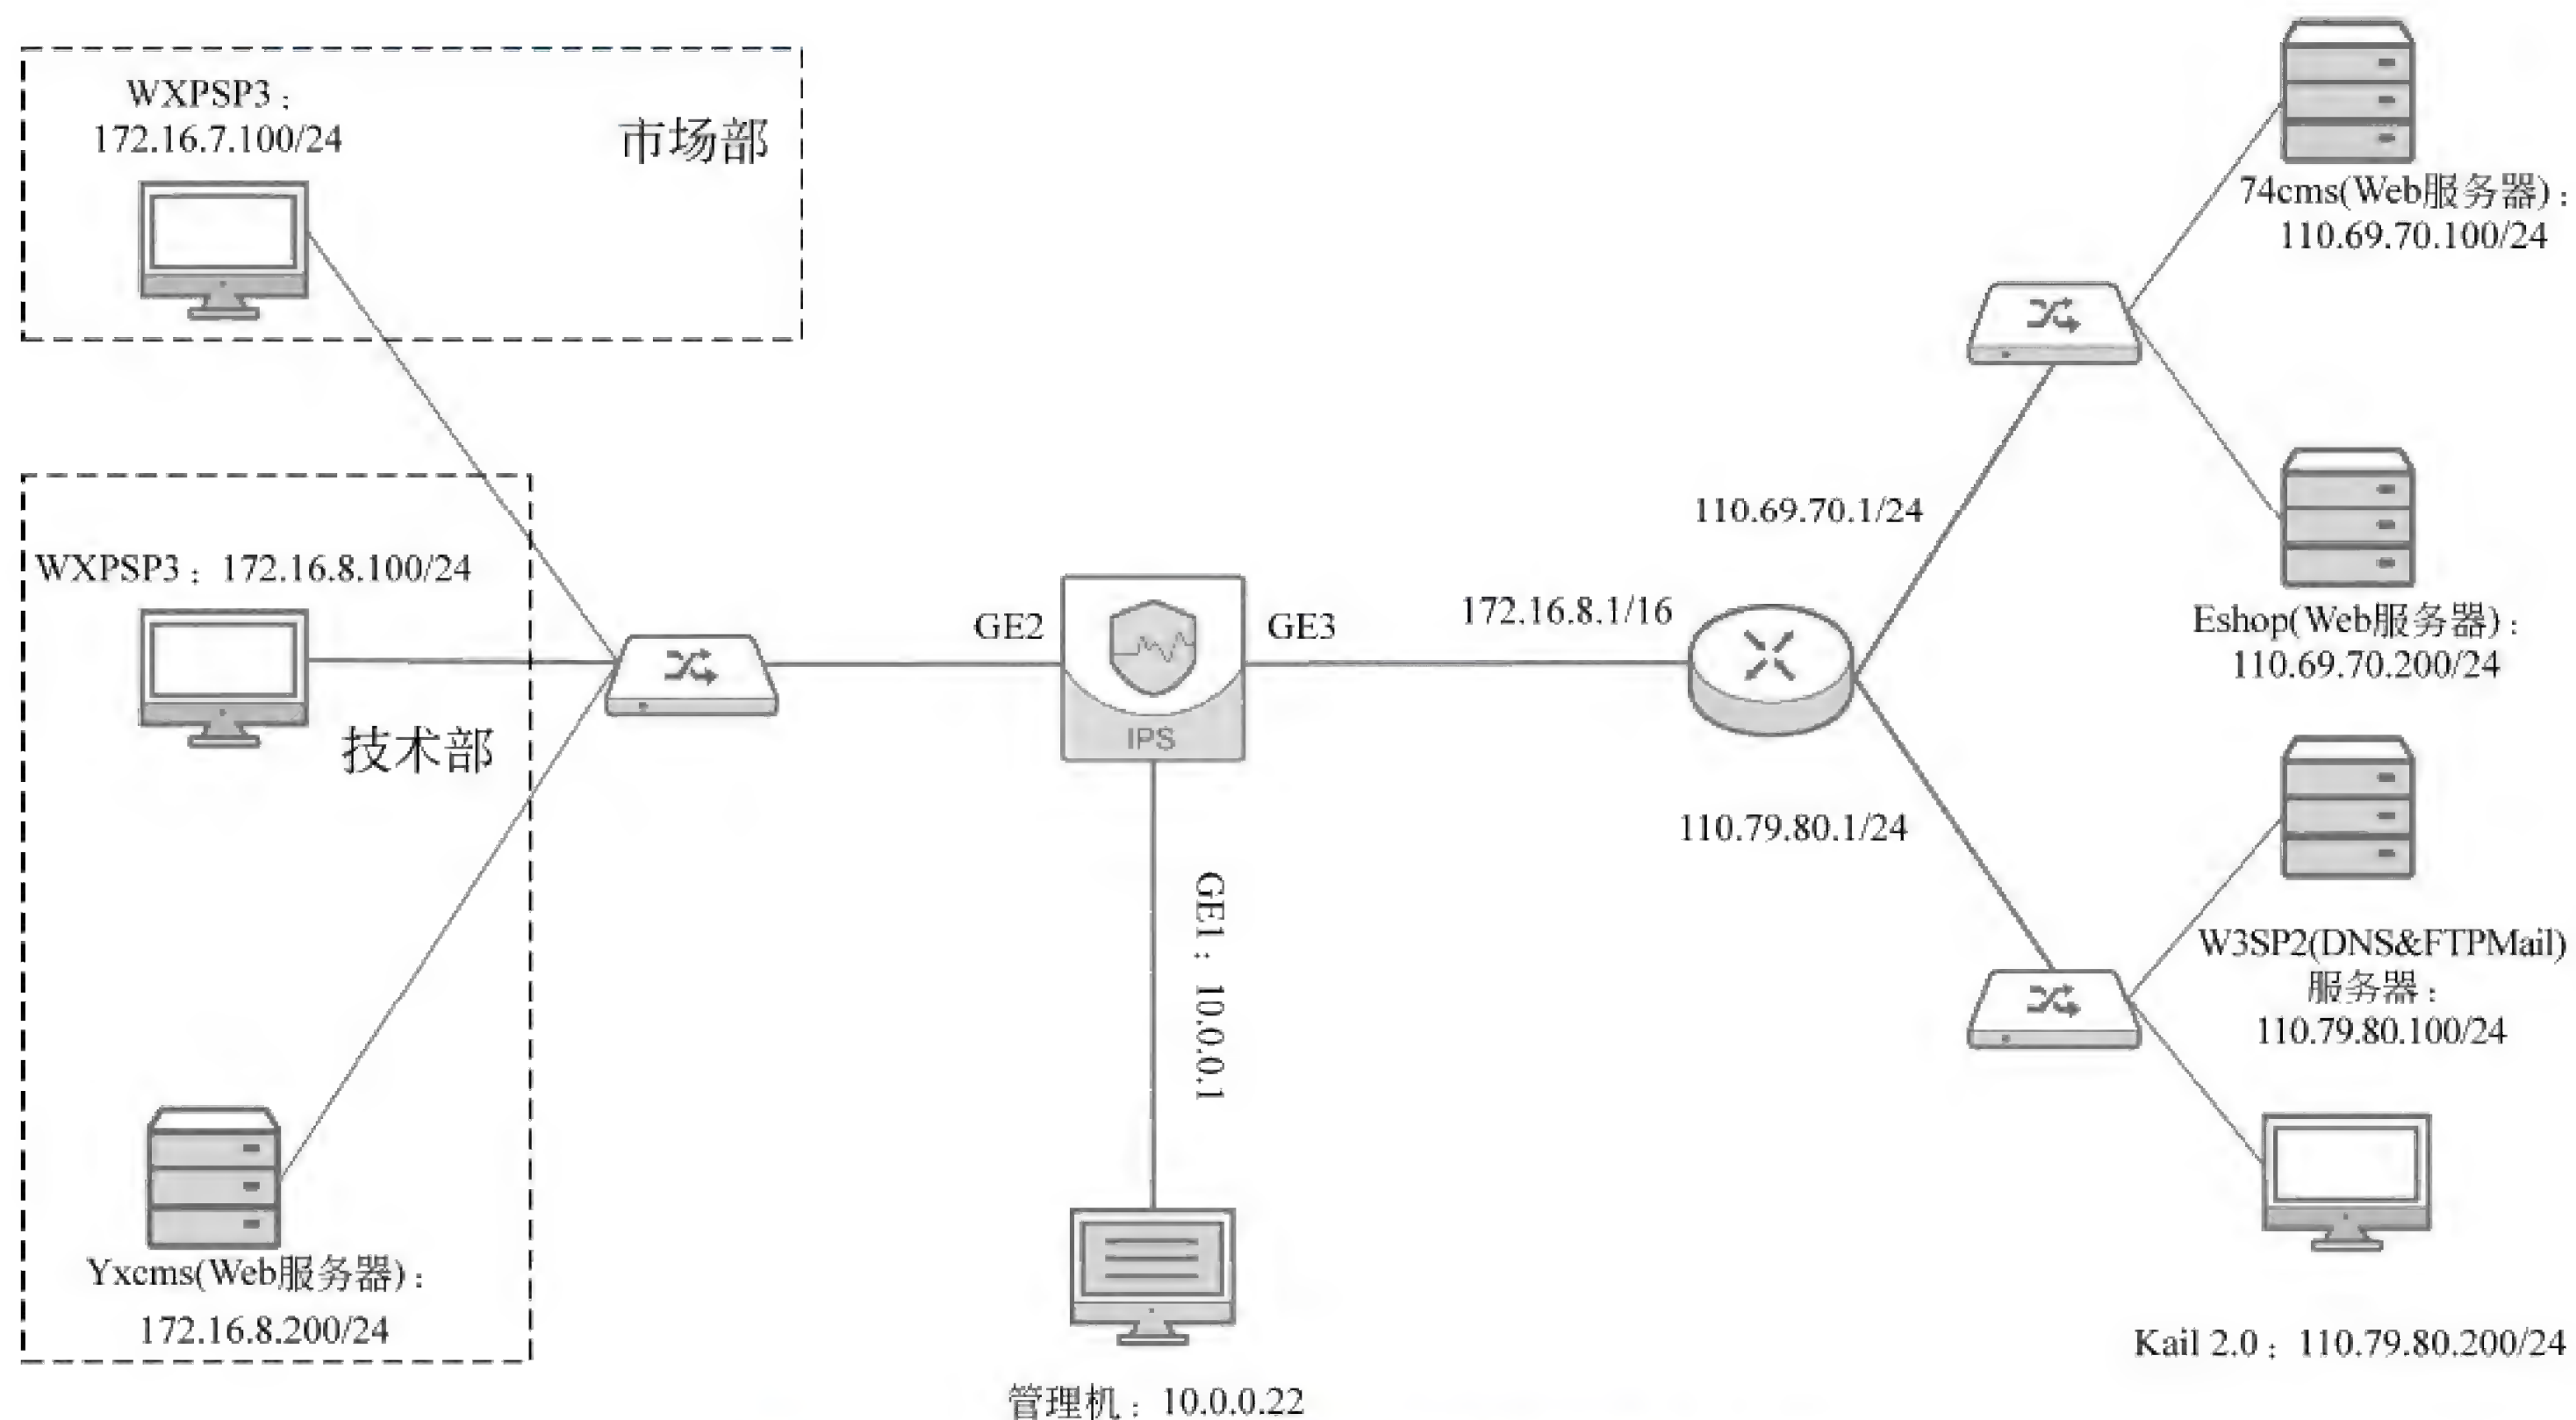 WXPSP3：
172.16.7.100/24
市场部
WXPSP3：172.16.8.100/24
技术部
Yxcms(Web服务器)：
172.16.8.200/24
GE2
IPS
GE3
GE1：10.0.0.1
管理机：10.0.0.22
172.16.8.1/16
110.69.70.1/24
110.79.80.1/24
74cms(Web服务器)：
110.69.70.100/24
Eshop(Web服务器)：
110.69.70.200/24
W3SP2(DNS&FTPMail)
服务器：
110.79.80.100/24
Kail 2.0：110.79.80.200/24